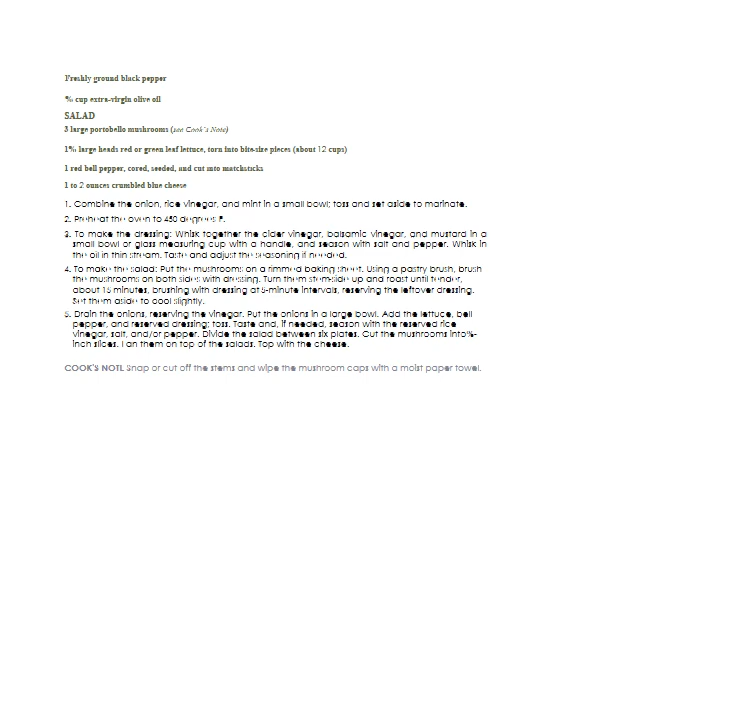 Freshly ground black pepper
% cup extra-virgin olive oil
SALAD
3 large portobello mushrooms (see Cook's Note)
1% large heads red or green leaf lettuce, torn into bite-size pieces (about 12 cups)
1 red bell pepper, cored, seeded, and cut into matchsticks
1 to 2 ounces crumbled blue cheese
1. Combine the onion, rice vinegar, and mint in a small bowl; toss and set aside to marinate.
2. Preheat the oven to 450 degrees F.
3. To make the dressing: Whisk together the cider vinegar, balsamic vinegar, and mustard in a
small bowl or glass measuring cup with a handle, and season with salt and pepper. Whisk in
the oil in thin stream. Taste and adjust the seasoning if needed.
4. To make the salad: Put the mushrooms on a rimmed baking sheet. Using a pastry brush, brush
the mushrooms on both sides with dressing. Turn them stem-side up and roast until tender,
about 15 minutes, brushing with dressing at 5-minute intervals, reserving the leftover dressing.
Set them aside to cool slightly.
5. Drain the onions, reserving the vinegar. Put the onions in a large bowl. Add the lettuce, bell
pepper, and reserved dressing; toss. Taste and, if needed, season with the reserved rice
vinegar, salt, and/or pepper. Divide the salad between six plates. Cut the mushrooms into%-
inch slices. I an them on top of the salads. Top with the cheese.
COOK'S NOTL Snap or cut off the stems and wipe the mushroom caps with a moist paper towel.